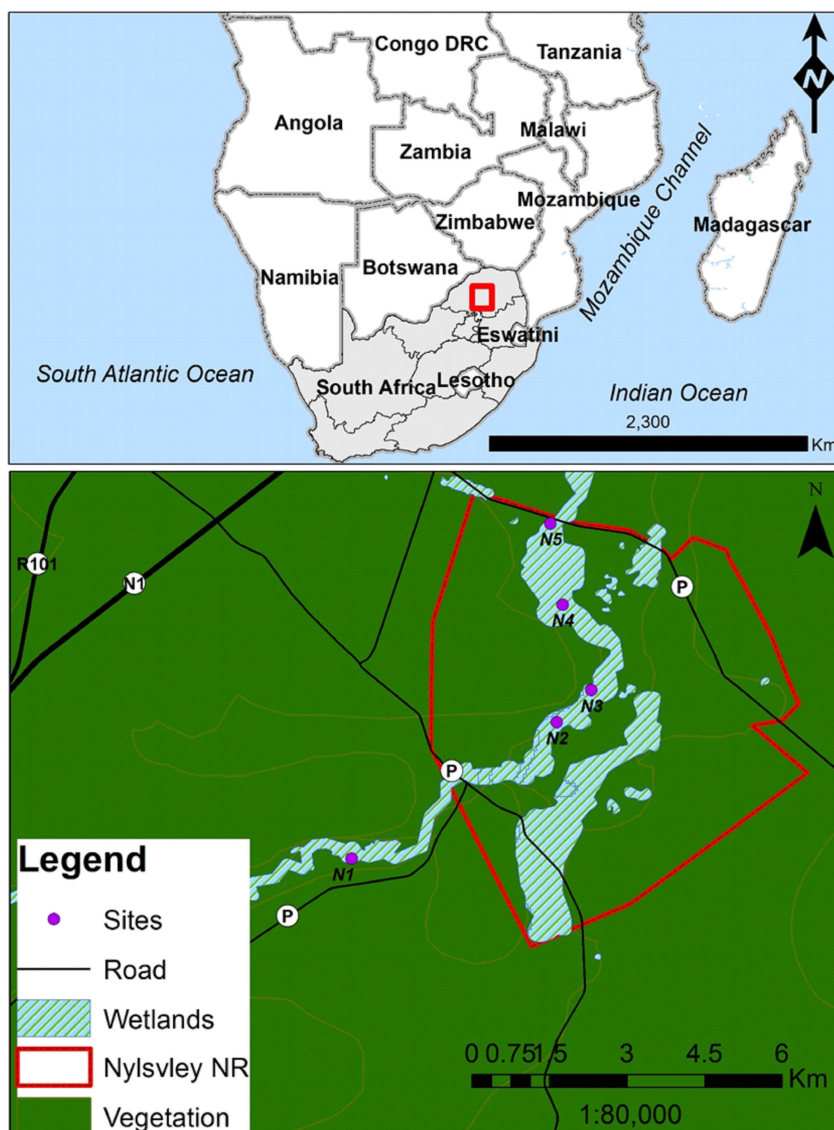 Congo DRC
Tanzania
N
Angola
Malawi
Zambia
Mozambique Channel
Mozambique
Zimbabwe
Madagascar
Namibia
Botswana
Eswatini
South Atlantic Ocean
South Africa
Lesotho
Indian Ocean
2,300
Km
N
R101
N1
N5
P
N4
N3
N2
P
N1
P
Legend
Sites
Road
Wetlands
Nylsvley NR
Vegetation
0 0.75 1.5 3 4.5 6
Km
1:80,000